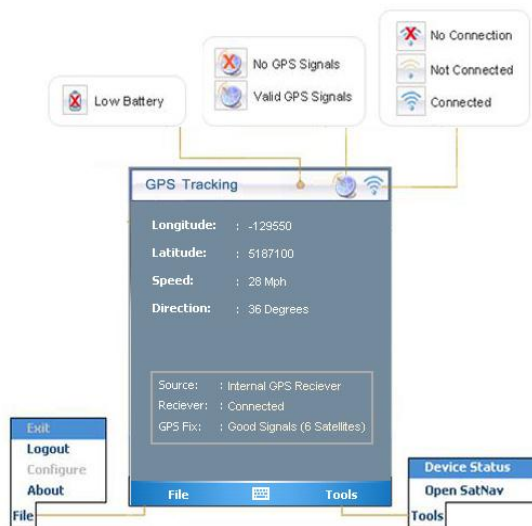 No Connection
No GPS Signals
Not Connected
Low Battery
Valid GPS Signals
Connected
GPS Tracking
Longitude: : -129550
Latitude: : 5187100
Speed: : 28 Mph
Direction: : 36 Degrees
Source: : Internal GPS Reciever
Reciever: : Connected
GPS Fix: : Good Signals (6 Satellites)
Exit
Logout
Configure
About
File
File
Tools
Device Status
Open SatNav
Tools